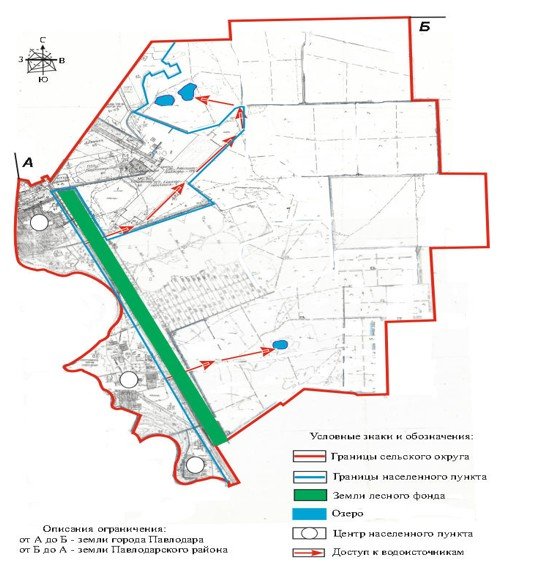 Б
С
З В
Ю
А
Условные знаки и обозначения:
Границы сельского округа
Границы населенного пункта
Земли лесного фонда
Озеро
Центр населенного пункта
Доступ к водоисточникам
Описания ограничения:
от А до Б - земли города Павлодара
от Б до А - земли Павлодарского района